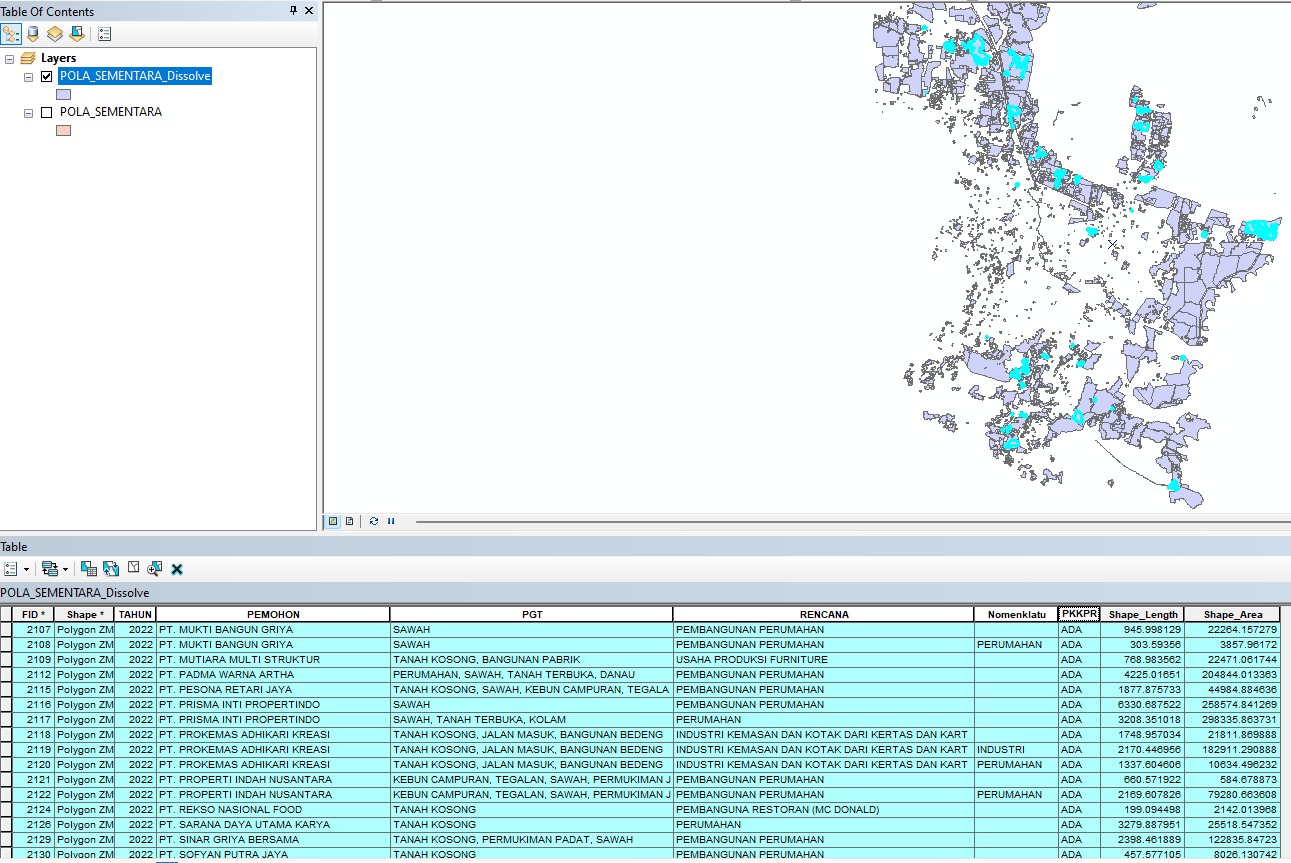 Table Of Contents
Layers
POLA_SEMENTARA_Dissolve
POLA_SEMENTARA
Table
POLA_SEMENTARA_Dissolve
FID * Shape * TAHUN PEMOHON PGT RENCANA Nomenklatu PKKPR Shape_Length Shape_Area
2107 Polygon ZM 2022 PT. MUKTI BANGUN GRIYA SAWAH PEMBANGUNAN PERUMAHAN ADA 945.998129 22264.157279
2108 Polygon ZM 2022 PT. MUKTI BANGUN GRIYA SAWAH PEMBANGUNAN PERUMAHAN PERUMAHAN ADA 303.59356 3857.96172
2109 Polygon ZM 2022 PT. MUTIARA MULTI STRUKTUR TANAH KOSONG, BANGUNAN PABRIK USAHA PRODUKSI FURNITURE ADA 768.983562 22471.061744
2112 Polygon ZM 2022 PT. PADMA WARNA ARTHA PERUMAHAN, SAWAH, TANAH TERBUKA, DANAU PEMBANGUNAN PERUMAHAN ADA 4225.01651 204844.013363
2115 Polygon ZM 2022 PT. PESONA RETARI JAYA TANAH KOSONG, SAWAH, KEBUN CAMPURAN, TEGALA PEMBANGUNAN PERUMAHAN ADA 1877.875733 44984.884636
2116 Polygon ZM 2022 PT. PRISMA INTI PROPERTINDO SAWAH PEMBANGUNAN PERUMAHAN ADA 6330.687522 258574.841269
2117 Polygon ZM 2022 PT. PRISMA INTI PROPERTINDO SAWAH, TANAH TERBUKA, KOLAM PERUMAHAN ADA 3208.351018 298335.863731
2118 Polygon ZM 2022 PT. PROKEMAS ADHIKARI KREASI TANAH KOSONG, JALAN MASUK, BANGUNAN BEDENG INDUSTRI KEMASAN DAN KOTAK DARI KERTAS DAN KART ADA 1748.957034 21811.869888
2119 Polygon ZM 2022 PT. PROKEMAS ADHIKARI KREASI TANAH KOSONG, JALAN MASUK, BANGUNAN BEDENG INDUSTRI KEMASAN DAN KOTAK DARI KERTAS DAN KART INDUSTRI ADA 2170.446956 182911.290888
2120 Polygon ZM 2022 PT. PROKEMAS ADHIKARI KREASI TANAH KOSONG, JALAN MASUK, BANGUNAN BEDENG INDUSTRI KEMASAN DAN KOTAK DARI KERTAS DAN KART PERUMAHAN ADA 1337.604606 10634.496232
2121 Polygon ZM 2022 PT. PROPERTI INDAH NUSANTARA KEBUN CAMPURAN, TEGALAN, SAWAH, PERMUKIMAN J PEMBANGUNAN PERUMAHAN ADA 660.571922 584.678873
2122 Polygon ZM 2022 PT. PROPERTI INDAH NUSANTARA KEBUN CAMPURAN, TEGALAN, SAWAH, PERMUKIMAN J PEMBANGUNAN PERUMAHAN PERUMAHAN ADA 2169.607826 79280.663608
2124 Polygon ZM 2022 PT. REKSO NASIONAL FOOD TANAH KOSONG PEMBANGUNA RESTORAN (MC DONALD) ADA 199.094498 2142.013968
2126 Polygon ZM 2022 PT. SARANA DAYA UTAMA KARYA TANAH KOSONG PERUMAHAN ADA 3279.887951 25518.547352
2129 Polygon ZM 2022 PT. SINAR GRIYA BERSAMA TANAH KOSONG, PERMUKIMAN PADAT, SAWAH PEMBANGUNAN PERUMAHAN ADA 2398.461889 122835.84723
2130 Polygon ZM 2022 PT. SOFYAN PUTRA JAYA TANAH KOSONG PEMBANGUNAN PERUMAHAN ADA 457.577105 8026.130742